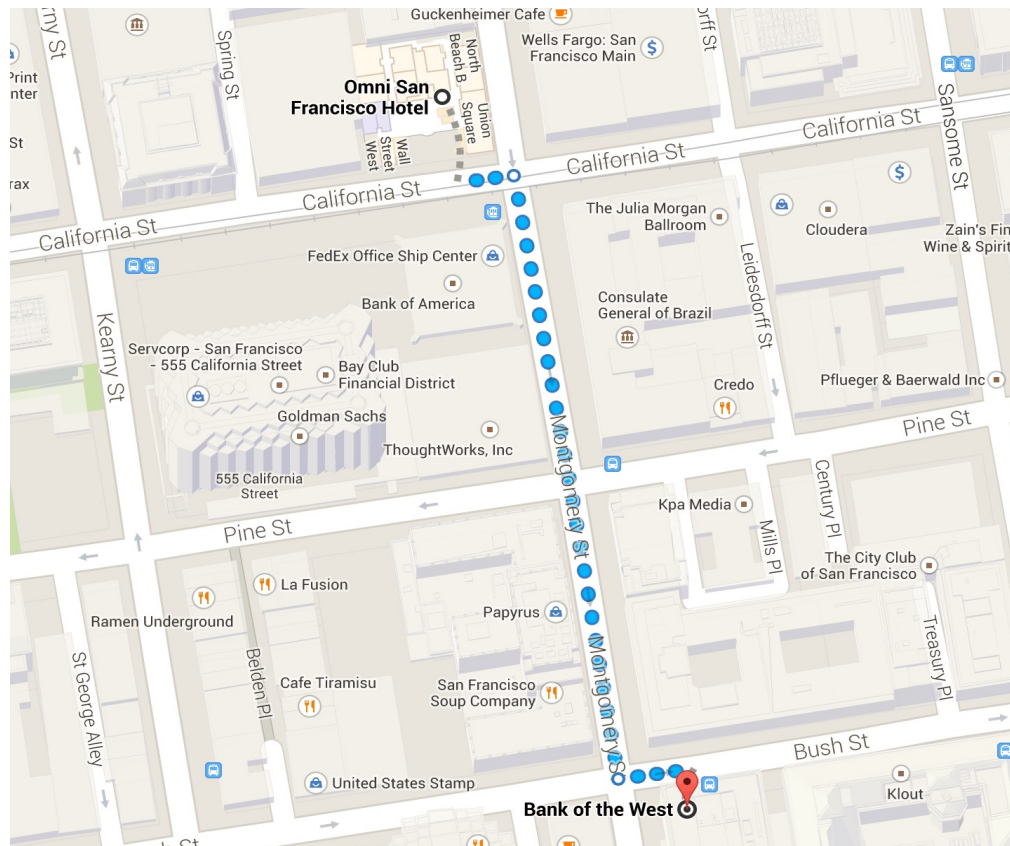 Guckenheimer Cafe
Wells Fargo: San
Francisco Main
Spring St
North
Beach B
Omni San
Francisco Hotel
Union
Square
Wall
Street
West
California St
California St
California St
California St
Sansome St
The Julia Morgan
Ballroom
Cloudera
Zain's Fin
Wine & Spirit
FedEx Office Ship Center
Bank of America
Leidesdorff St
Consulate
General of Brazil
Kearny St
Servcorp - San Francisco
- 555 California Street
Bay Club
Financial District
Credo
Pflueger & Baerwald Inc
Goldman Sachs
ThoughtWorks, Inc
Montgomery St
Pine St
555 California
Street
Pine St
Kpa Media
Century Pl
Mills Pl
The City Club
of San Francisco
La Fusion
Ramen Underground
Papyrus
Treasury Pl
St George Alley
Belden Pl
Cafe Tiramisu
San Francisco
Soup Company
Montgomery S
Bush St
United States Stamp
Klout
Bank of the West